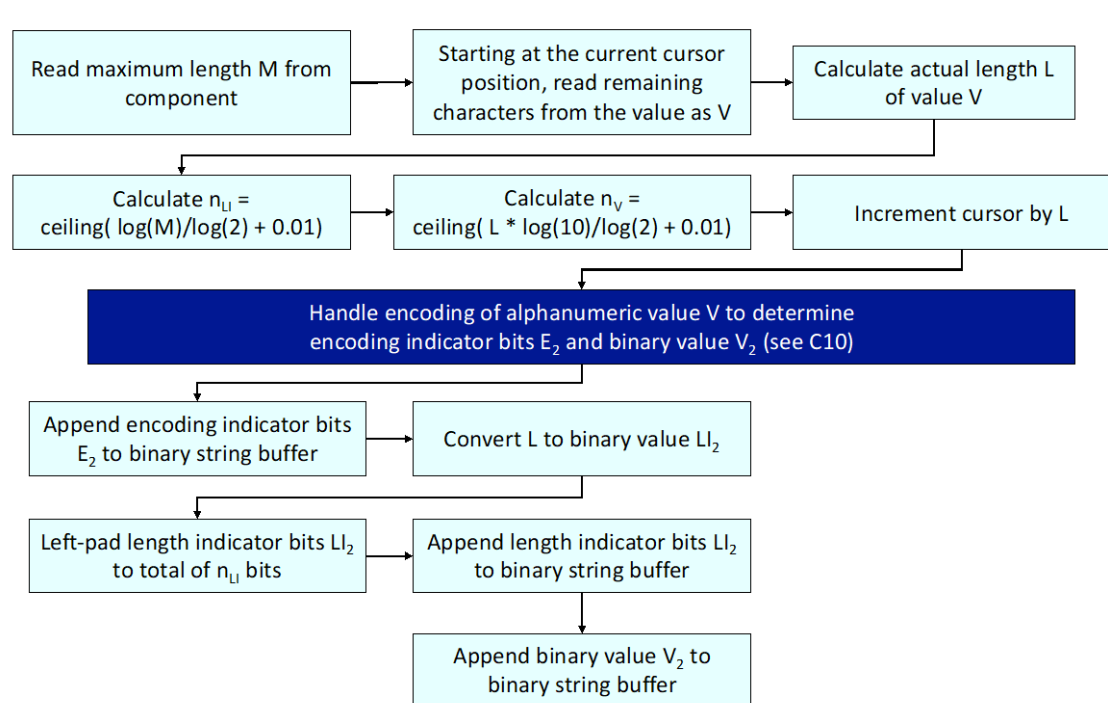 Read maximum length M from
component
Starting at the current cursor
position, read remaining
characters from the value as V
Calculate actual length L
of value V
Calculate n_LI =
ceiling( log(M)/log(2) + 0.01)
Calculate n_V =
ceiling( L * log(10)/log(2) + 0.01)
Increment cursor by L
Handle encoding of alphanumeric value V to determine
encoding indicator bits E₂ and binary value V₂ (see C10)
Append encoding indicator bits
E₂ to binary string buffer
Convert L to binary value LI₂
Left-pad length indicator bits LI₂
to total of n_LI bits
Append length indicator bits LI₂
to binary string buffer
Append binary value V₂ to
binary string buffer